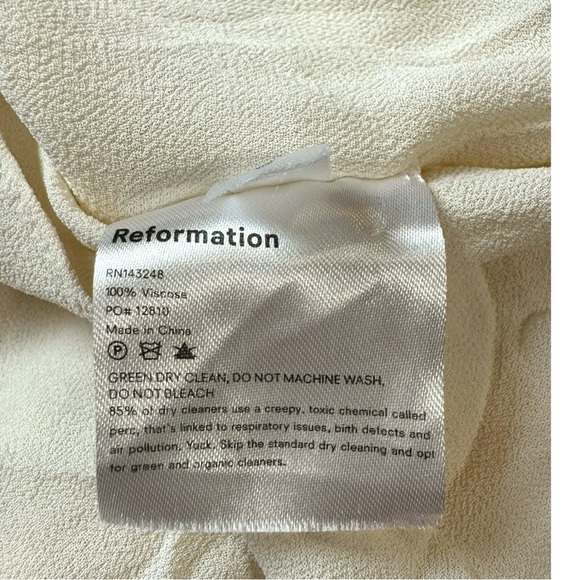 Reformation
RN143248
100% Viscose
PO# 12810
Made in China
P
GREEN DRY CLEAN, DO NOT MACHINE WASH,
DO NOT BLEACH
85% of dry cleaners use a creepy, toxic chemical called
perc, that's linked to respiratory issues, birth defects and
air pollution. Yuck. Skip the standard dry cleaning and opt
for green and organic cleaners.